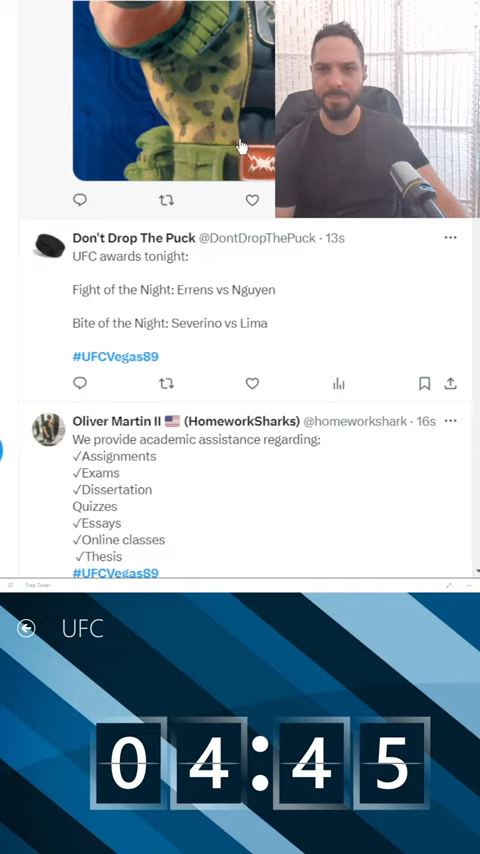 Don't Drop The Puck @DontDropThePuck · 13s
UFC awards tonight:
Fight of the Night: Errens vs Nguyen
Bite of the Night: Severino vs Lima
#UFCVegas89
Oliver Martin II 🇺🇸 (HomeworkSharks) @homeworkshark · 16s
We provide academic assistance regarding:
✓Assignments
✓Exams
✓Dissertation
Quizzes
✓Essays
✓Online classes
✓Thesis
#UFCVegas89
Free Timer
UFC
04:45